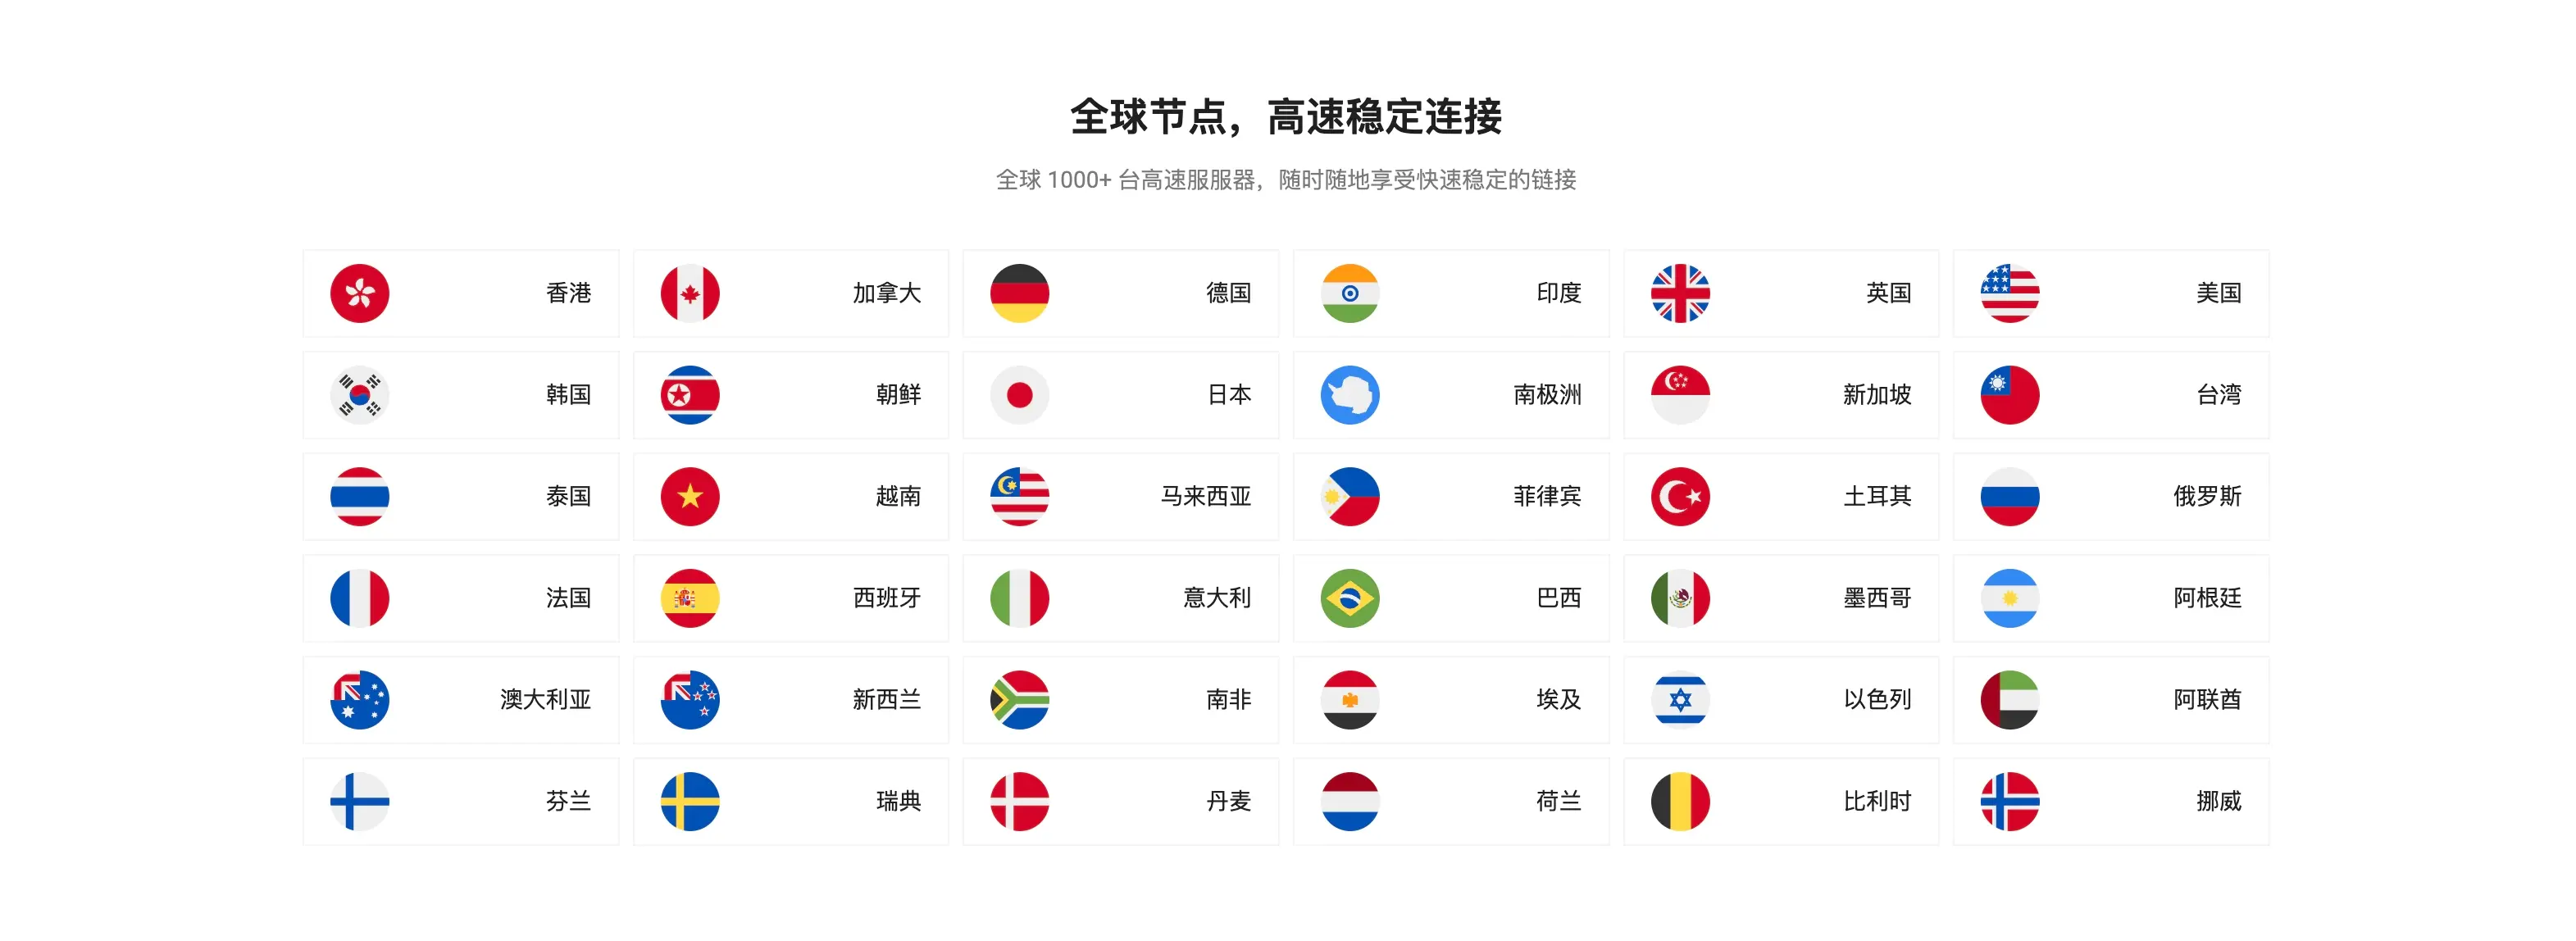 全球节点，高速稳定连接
全球 1000+ 台高速服服器，随时随地享受快速稳定的链接
香港 加拿大 德国 印度 英国 美国
韩国 朝鲜 日本 南极洲 新加坡 台湾
泰国 越南 马来西亚 菲律宾 土耳其 俄罗斯
法国 西班牙 意大利 巴西 墨西哥 阿根廷
澳大利亚 新西兰 南非 埃及 以色列 阿联酋
芬兰 瑞典 丹麦 荷兰 比利时 挪威